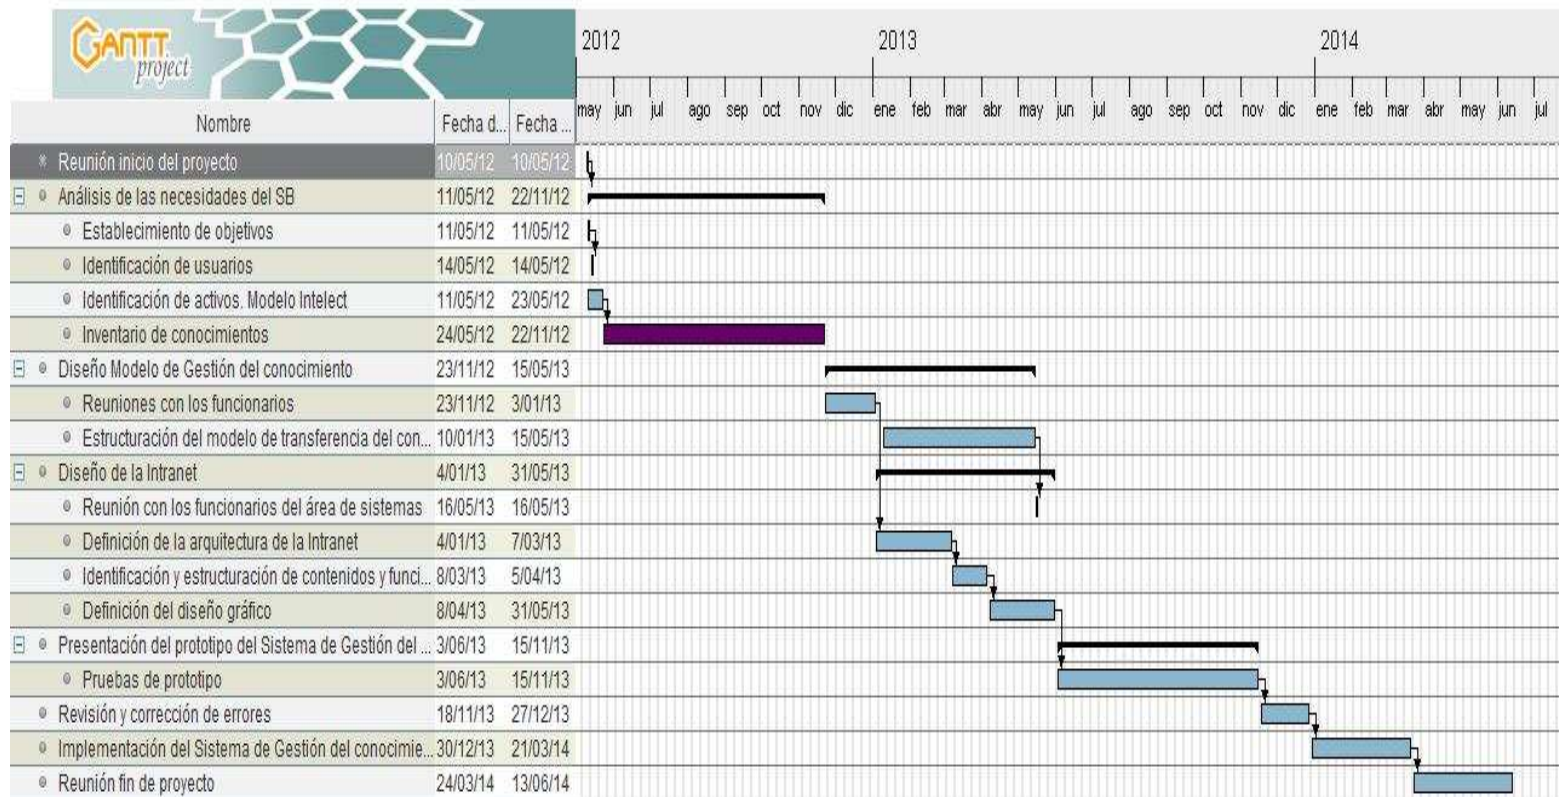 GANTT
project
2012 2013 2014
may jun jul ago sep oct nov dic ene feb mar abr may jun jul ago sep oct nov dic ene feb mar abr may jun jul
Nombre Fecha d... Fecha ...
Reunión inicio del proyecto 10/05/12 10/05/12
Análisis de las necesidades del SB 11/05/12 22/11/12
Establecimiento de objetivos 11/05/12 11/05/12
Identificación de usuarios 14/05/12 14/05/12
Identificación de activos. Modelo Intelect 11/05/12 23/05/12
Inventario de conocimientos 24/05/12 22/11/12
Diseño Modelo de Gestión del conocimiento 23/11/12 15/05/13
Reuniones con los funcionarios 23/11/12 3/01/13
Estructuración del modelo de transferencia del con... 10/01/13 15/05/13
Diseño de la Intranet 4/01/13 31/05/13
Reunión con los funcionarios del área de sistemas 16/05/13 16/05/13
Definición de la arquitectura de la Intranet 4/01/13 7/03/13
Identificación y estructuración de contenidos y funci... 8/03/13 5/04/13
Definición del diseño gráfico 8/04/13 31/05/13
Presentación del prototipo del Sistema de Gestión del ... 3/06/13 15/11/13
Pruebas de prototipo 3/06/13 15/11/13
Revisión y corrección de errores 18/11/13 27/12/13
Implementación del Sistema de Gestión del conocimie... 30/12/13 21/03/14
Reunión fin de proyecto 24/03/14 13/06/14